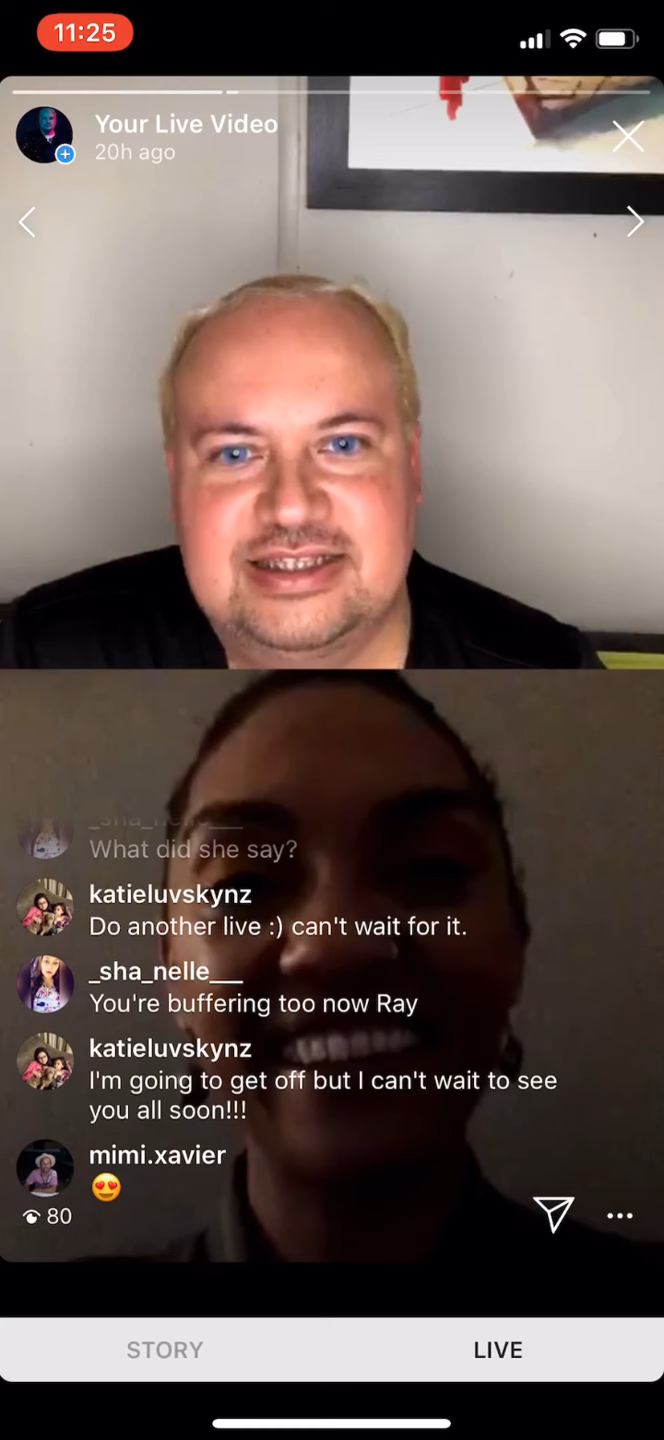 11:25
Your Live Video
20h ago
What did she say?
katieluvskynz
Do another live :) can't wait for it.
_sha_nelle___
You're buffering too now Ray
katieluvskynz
I'm going to get off but I can't wait to see
you all soon!!!
mimi.xavier
😍
80
STORY
LIVE